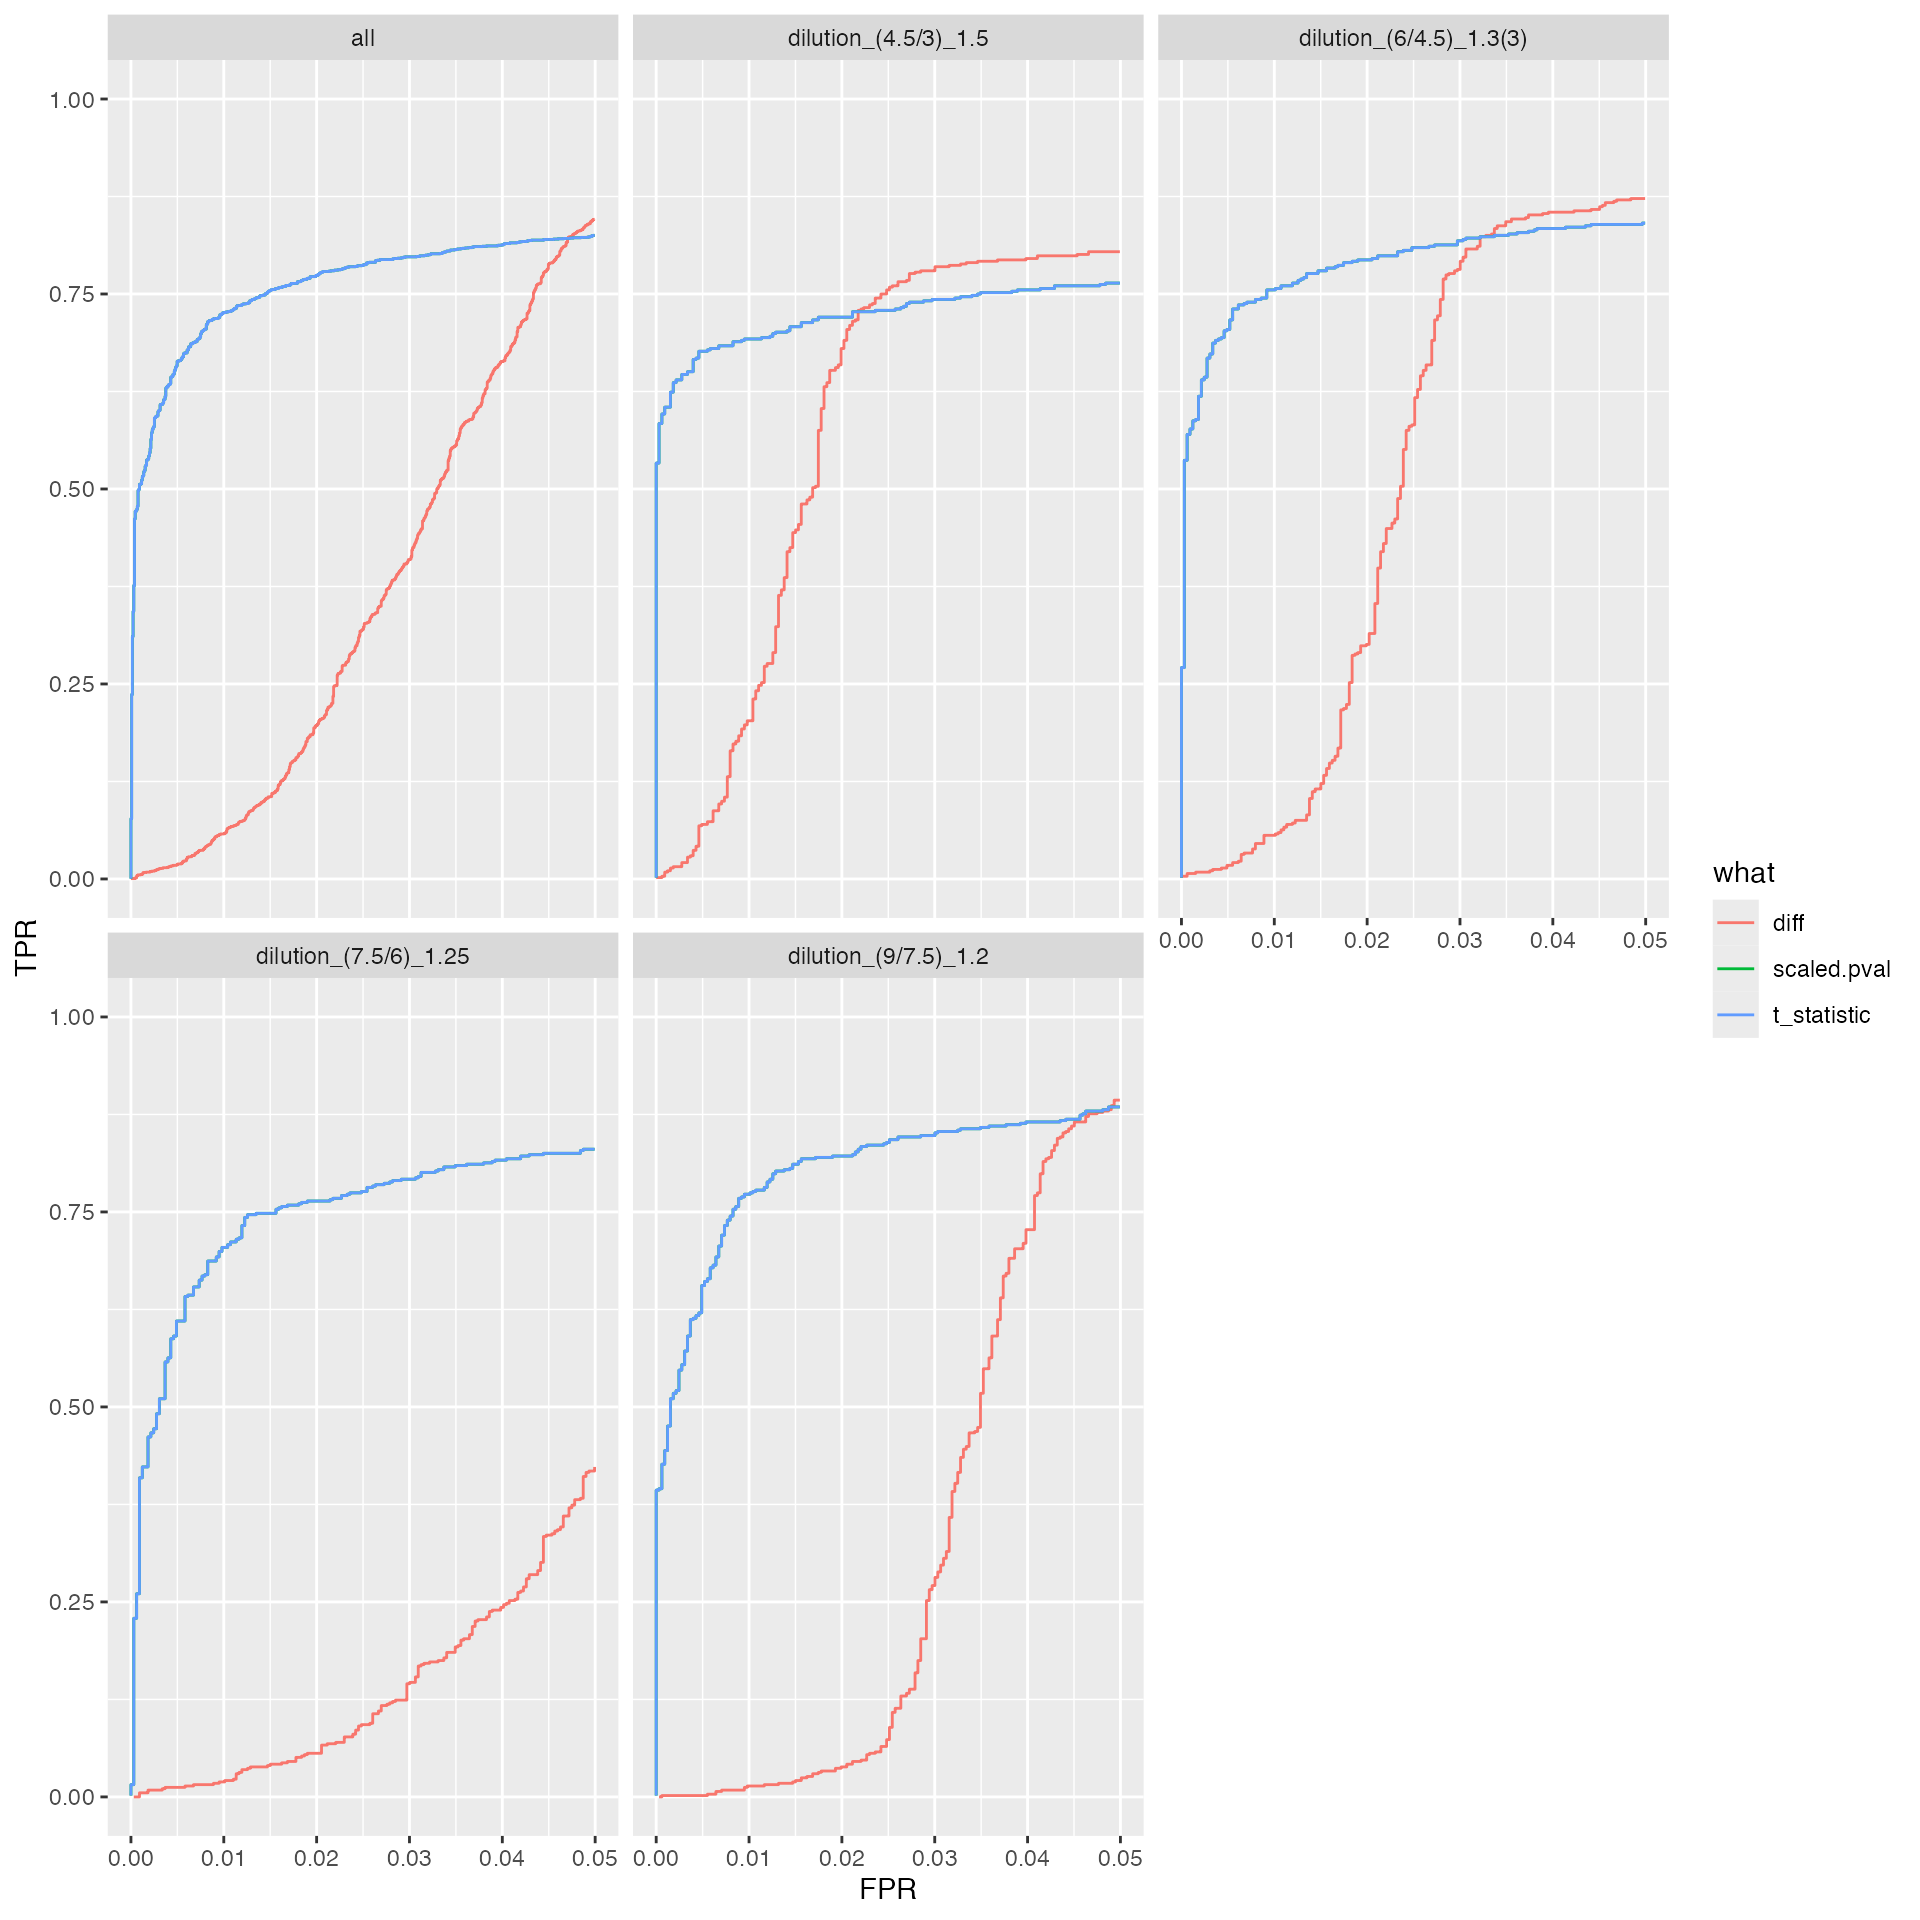 all
dilution_(4.5/3)_1.5
dilution_(6/4.5)_1.3(3)
1.00
0.75
0.50
0.25
0.00
0.00 0.01 0.02 0.03 0.04 0.05
TPR
dilution_(7.5/6)_1.25
dilution_(9/7.5)_1.2
1.00
0.75
0.50
0.25
0.00
0.00 0.01 0.02 0.03 0.04 0.05
0.00 0.01 0.02 0.03 0.04 0.05
FPR
what
diff
scaled.pval
t_statistic